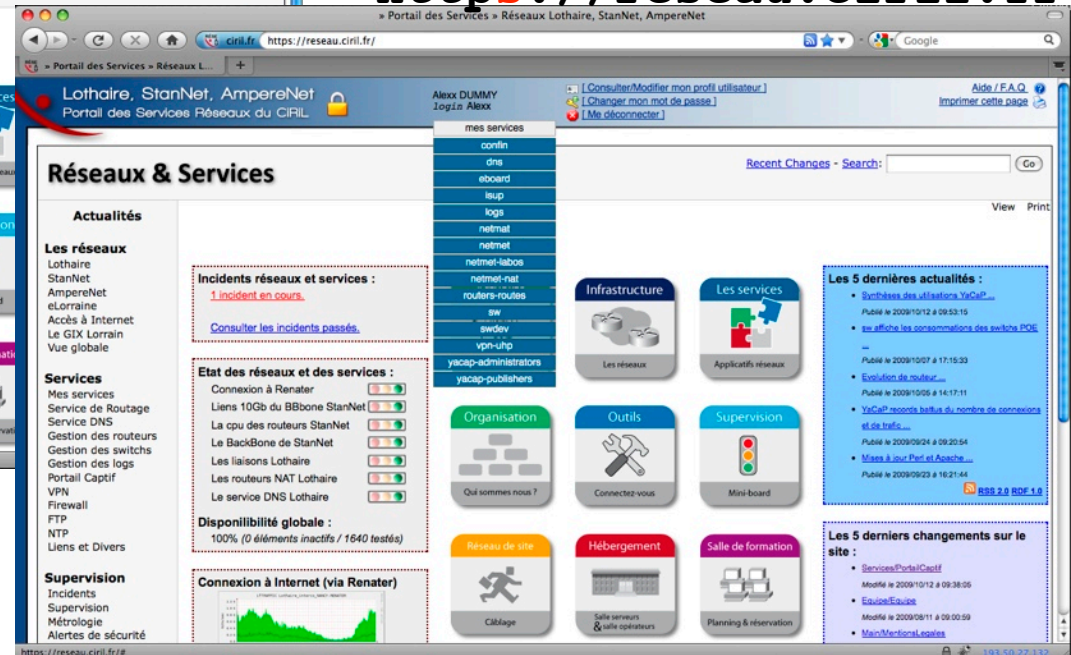 » Portail des Services » Réseaux Lothaire, StanNet, AmpereNet
ciril.fr https://reseau.ciril.fr/
Google
» Portail des Services » Réseaux L...
Lothaire, StanNet, AmpereNet
Portail des Services Réseaux du CIRIL
Alexx DUMMY
login Alexx
[ Consulter/Modifier mon profil utilisateur ]
[ Changer mon mot de passe ]
[ Me déconnecter ]
Aide / F.A.Q.
Imprimer cette page
mes services
confin
dns
eboard
isup
logs
netmat
netmet
netmet-labos
netmet-nat
routers-routes
sw
swdev
vpn-uhp
yacap-administrators
yacap-publishers
Réseaux & Services
Recent Changes - Search:
Go
View Print
Actualités
Les réseaux
Lothaire
StanNet
AmpereNet
eLorraine
Accès à Internet
Le GIX Lorrain
Vue globale
Services
Mes services
Service de Routage
Service DNS
Gestion des routeurs
Gestion des switchs
Gestion des logs
Portail Captif
VPN
Firewall
FTP
NTP
Liens et Divers
Supervision
Incidents
Supervision
Métrologie
Alertes de sécurité
Incidents réseaux et services :
1 incident en cours.
Consulter les incidents passés.
Etat des réseaux et des services :
Connexion à Renater
Liens 10Gb du BBbone StanNet
La cpu des routeurs StanNet
Le BackBone de StanNet
Les liaisons Lothaire
Les routeurs NAT Lothaire
Le service DNS Lothaire
Disponilibité globale :
100% (0 éléments inactifs / 1640 testés)
Connexion à Internet (via Renater)
Infrastructure
Les réseaux
Les services
Applicatifs réseaux
Organisation
Qui sommes nous ?
Outils
Connectez-vous
Supervision
Mini-board
Réseau de site
Câblage
Hébergement
Salle serveurs
& salle opérateurs
Salle de formation
Planning & réservation
Les 5 dernières actualités :
Synthèses des utilisations YaCaP ...
Publié le 2009/10/12 à 09:53:15
sw affiche les consommations des switchs POE
...
Publié le 2009/10/07 à 17:15:33
Evolution de routeur ...
Publié le 2009/10/05 à 14:17:11
YaCaP records battus du nombre de connexions
et de trafic ...
Publié le 2009/09/24 à 09:20:54
Mises à jour Perl et Apache ...
Publié le 2009/09/23 à 16:21:44
RSS 2.0 RDF 1.0
Les 5 derniers changements sur le
site :
Services/PortailCaptif
Modifié le 2009/10/12 à 09:38:05
Equipe/Equipe
Modifié le 2009/08/11 à 09:00:59
Main/MentionsLegales
https://reseau.ciril.fr/#
193.50.27.132